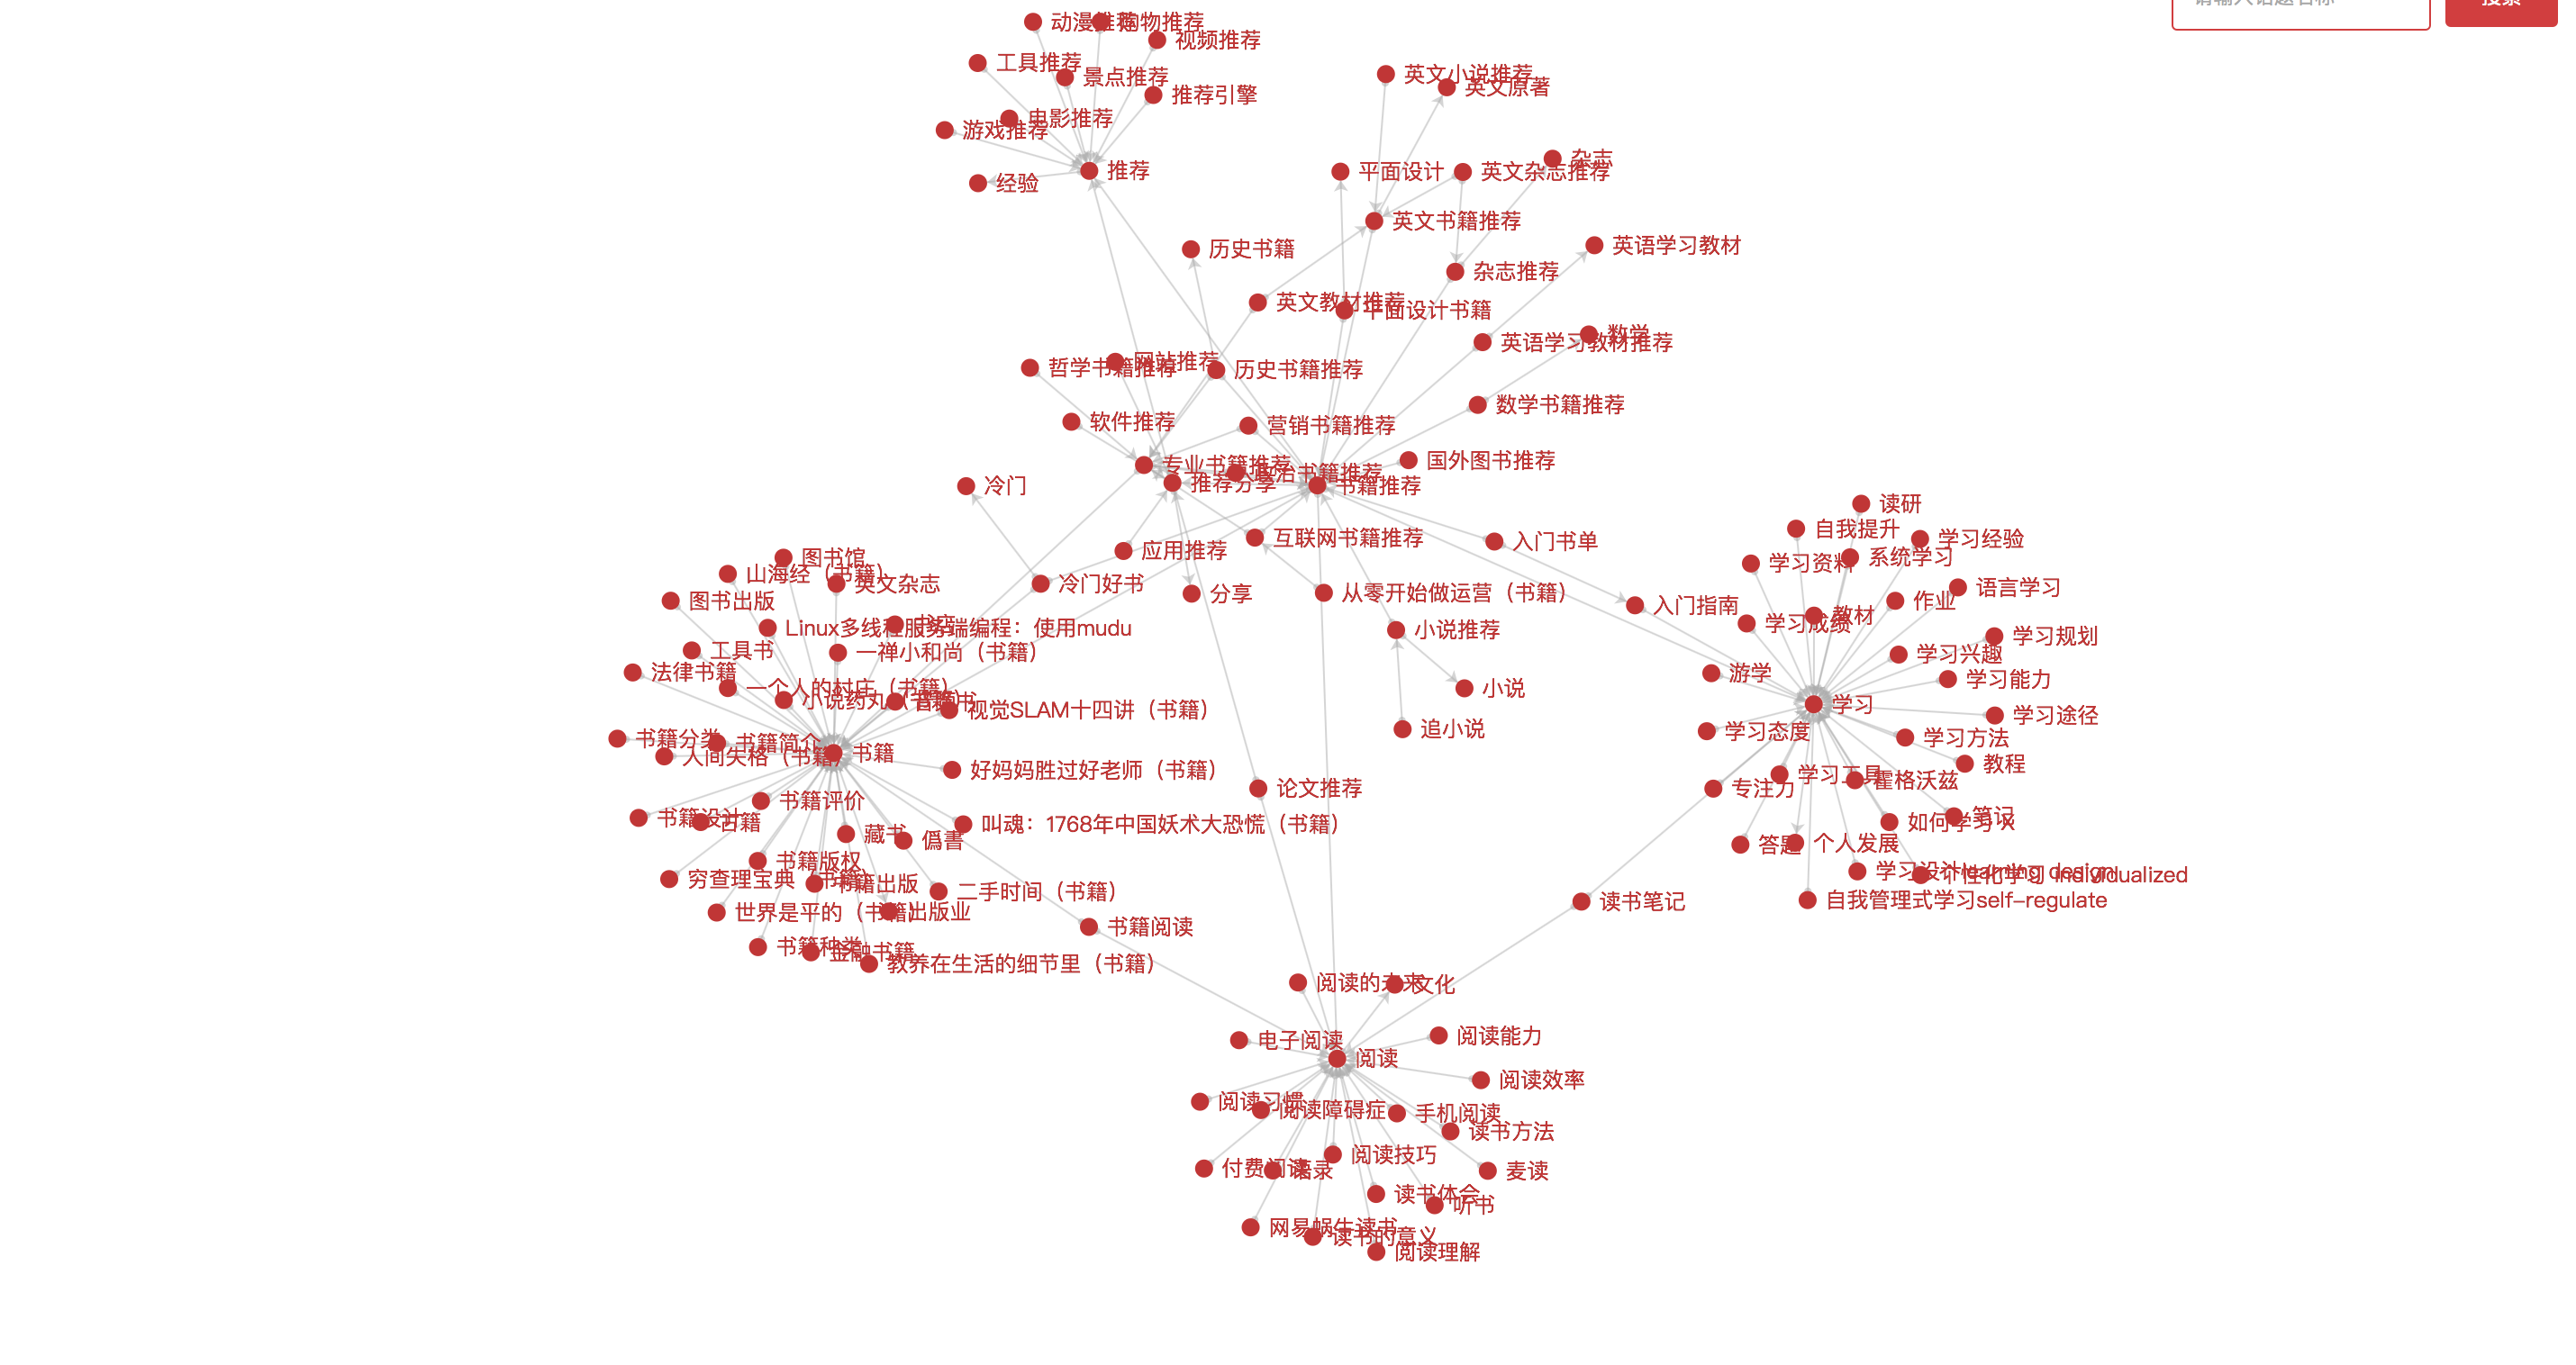 动漫推荐
购物推荐
视频推荐
工具推荐
景点推荐
推荐引擎
电影推荐
游戏推荐
推荐
经验
请输入话题名称
搜索
英文小说推荐
英文原著
杂志
平面设计
英文杂志推荐
英文书籍推荐
历史书籍
英语学习教材
杂志推荐
英文教材推荐
平面设计书籍
数学
英语学习教材推荐
网站推荐
哲学书籍推荐
历史书籍推荐
数学书籍推荐
软件推荐
营销书籍推荐
国外图书推荐
专业书籍推荐
政治书籍推荐
推荐分享
书籍推荐
冷门
互联网书籍推荐
入门书单
应用推荐
冷门好书
分享
从零开始做运营（书籍）
入门指南
小说推荐
小说
追小说
论文推荐
图书馆
山海经（书籍）
英文杂志
图书出版
书店
Linux多线程服务端编程：使用mudu
工具书
一禅小和尚（书籍）
法律书籍
一个人的村庄（书籍）
小说药丸（书籍）
视觉SLAM十四讲（书籍）
书籍分类
书籍简介
人间失格（书籍）
书籍
好妈妈胜过好老师（书籍）
书籍评价
书籍设计
古籍
藏书
僞書
叫魂：1768年中国妖术大恐慌（书籍）
书籍版权
穷查理宝典（书籍）
书籍出版
二手时间（书籍）
世界是平的（书籍）
出版业
书籍阅读
书籍种类
金融书籍
教养在生活的细节里（书籍）
读研
自我提升
学习经验
学习资料
系统学习
语言学习
作业
教材
学习成绩
学习规划
学习兴趣
游学
学习能力
学习
学习途径
学习态度
学习方法
教程
学习工具
霍格沃兹
专注力
笔记
如何学习 X
答题
个人发展
学习设计learning design
个性化学习 individualized
自我管理式学习self-regulate
读书笔记
阅读的未来
文化
电子阅读
阅读能力
阅读
阅读效率
阅读习惯
阅读障碍症
手机阅读
读书方法
阅读技巧
付费阅读
语录
麦读
读书体会
听书
网易蜗牛读书
读书的意义
阅读理解